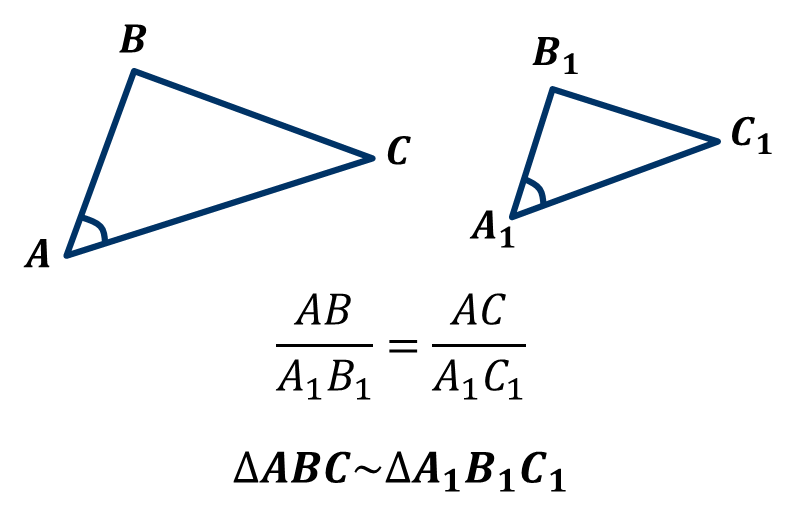 B
B₁
C
C₁
A
A₁
AB/A₁B₁ = AC/A₁C₁
ΔABC~ΔA₁B₁C₁